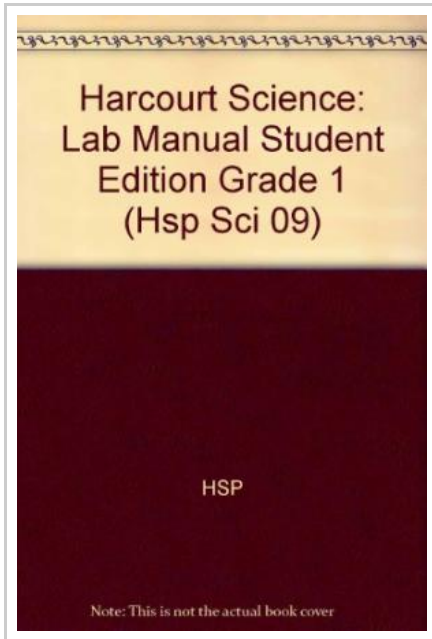 Harcourt Science:
Lab Manual Student
Edition Grade 1
(Hsp Sci 09)
HSP
Note: This is not the actual book cover